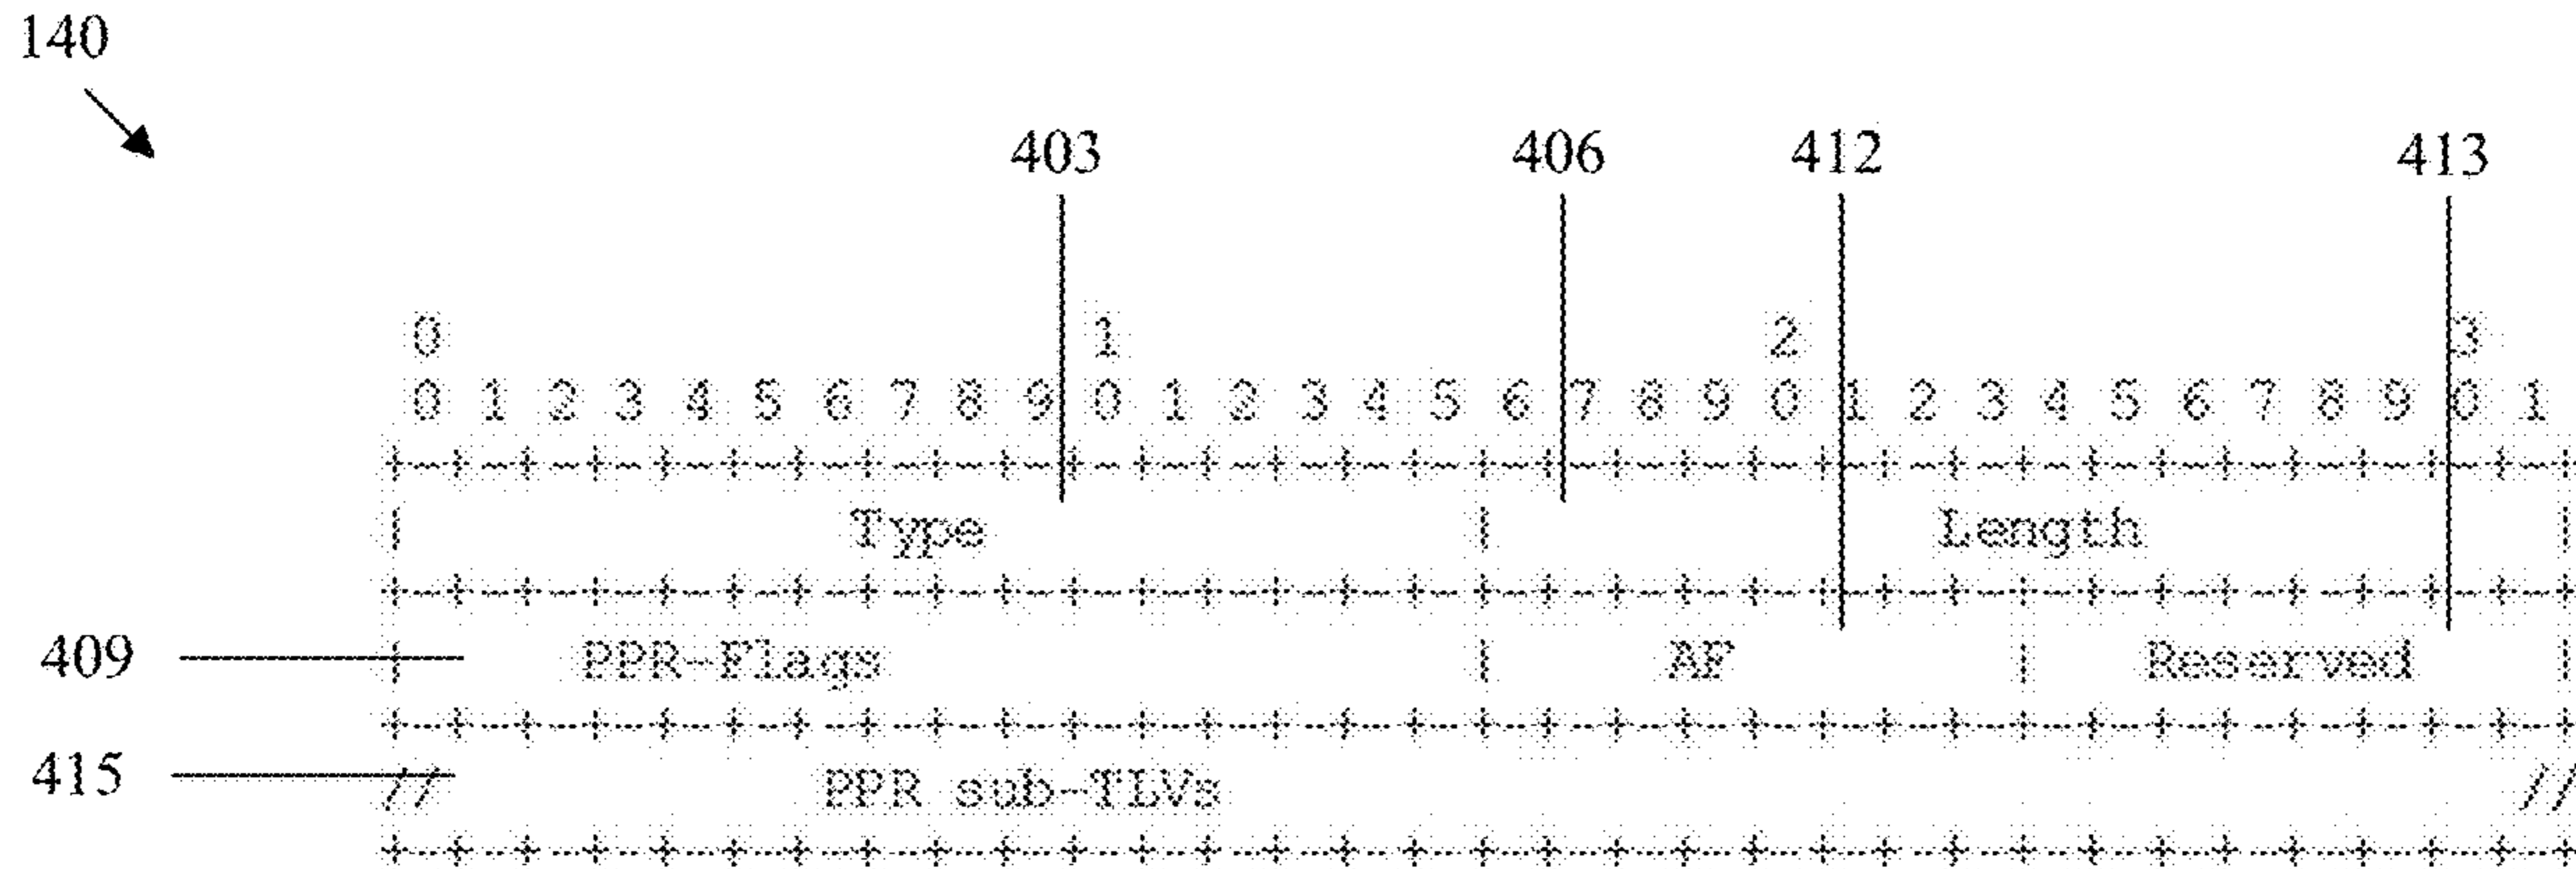 140
403 406 412 413
0 1 2 3
0 1 2 3 4 5 6 7 8 9 0 1 2 3 4 5 6 7 8 9 0 1 2 3 4 5 6 7 8 9 0 1
+-+-+-+-+-+-+-+-+-+-+-+-+-+-+-+-+-+-+-+-+-+-+-+-+-+-+-+-+-+-+-+-+
| Type | Length |
+-+-+-+-+-+-+-+-+-+-+-+-+-+-+-+-+-+-+-+-+-+-+-+-+-+-+-+-+-+-+-+-+
409 | PPR-Flags | AF | Reserved |
+-+-+-+-+-+-+-+-+-+-+-+-+-+-+-+-+-+-+-+-+-+-+-+-+-+-+-+-+-+-+-+-+
415 // PPR sub-TLVs //
+-+-+-+-+-+-+-+-+-+-+-+-+-+-+-+-+-+-+-+-+-+-+-+-+-+-+-+-+-+-+-+-+